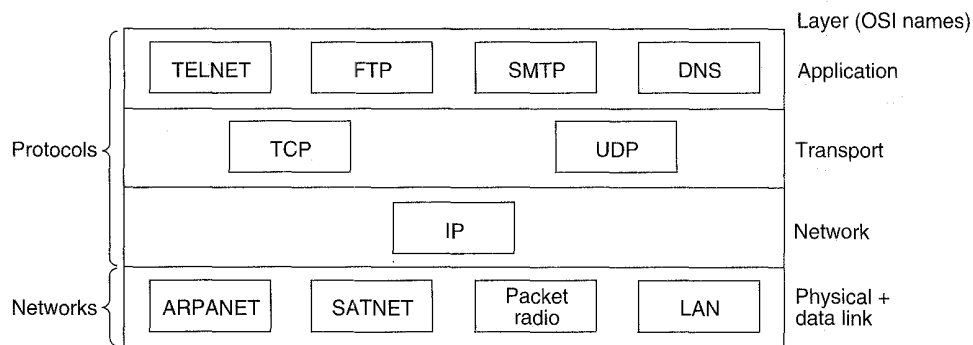 Layer (OSI names)
TELNET FTP SMTP DNS Application
Protocols TCP UDP Transport
IP Network
Networks ARPANET SATNET Packet radio LAN Physical + data link